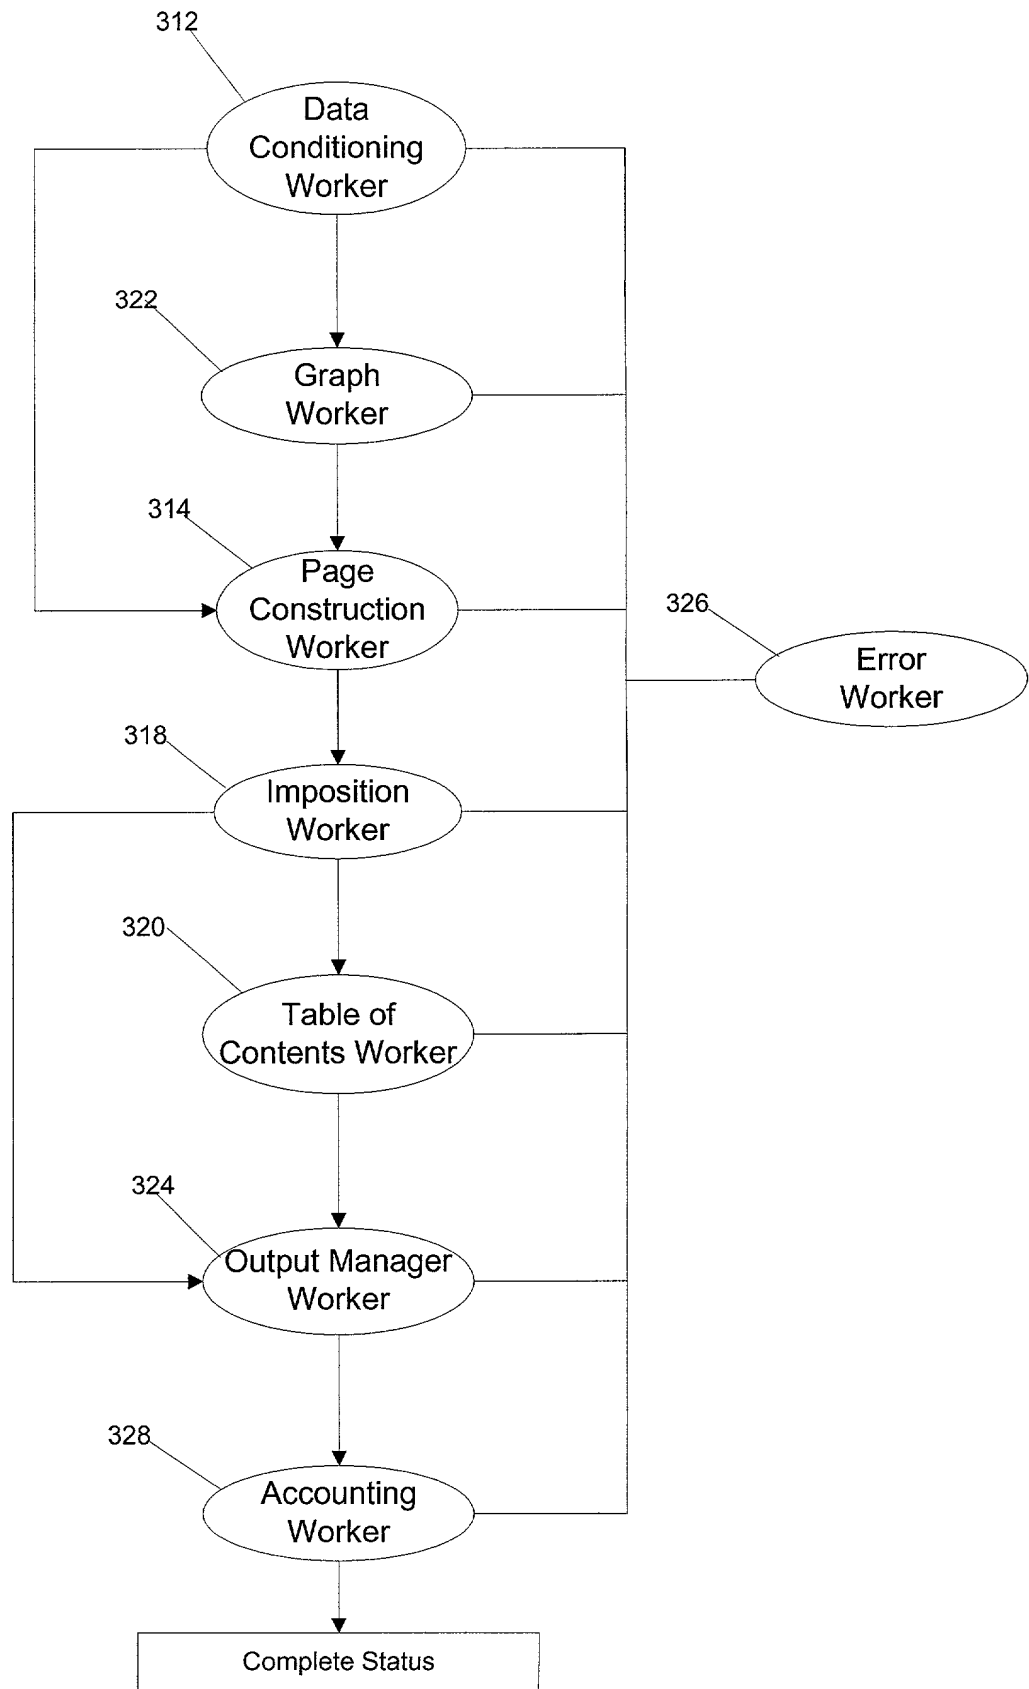 312
Data
Conditioning
Worker
322
Graph
Worker
314
Page
Construction
Worker
326
Error
Worker
318
Imposition
Worker
320
Table of
Contents Worker
324
Output Manager
Worker
328
Accounting
Worker
Complete Status